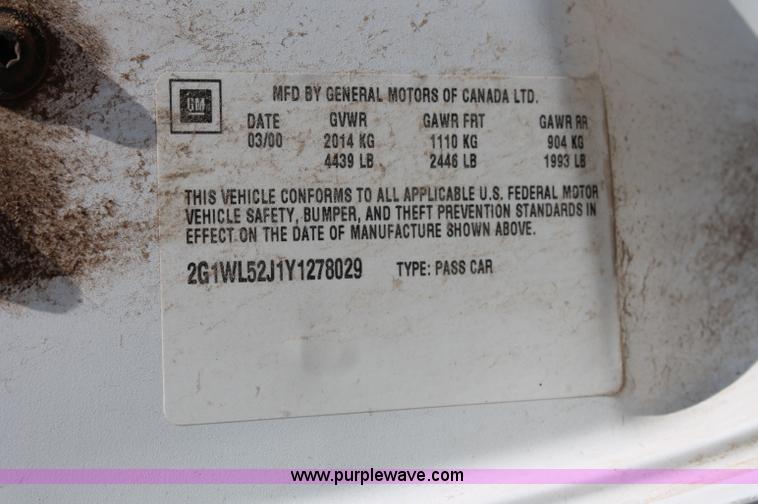 GM
MFD BY GENERAL MOTORS OF CANADA LTD.
DATE GVWR GAWR FRT GAWR RR
03/00 2014 KG 1110 KG 904 KG
4439 LB 2446 LB 1993 LB
THIS VEHICLE CONFORMS TO ALL APPLICABLE U.S. FEDERAL MOTOR
VEHICLE SAFETY, BUMPER, AND THEFT PREVENTION STANDARDS IN
EFFECT ON THE DATE OF MANUFACTURE SHOWN ABOVE.
2G1WL52J1Y1278029 TYPE: PASS CAR
www.purplewave.com